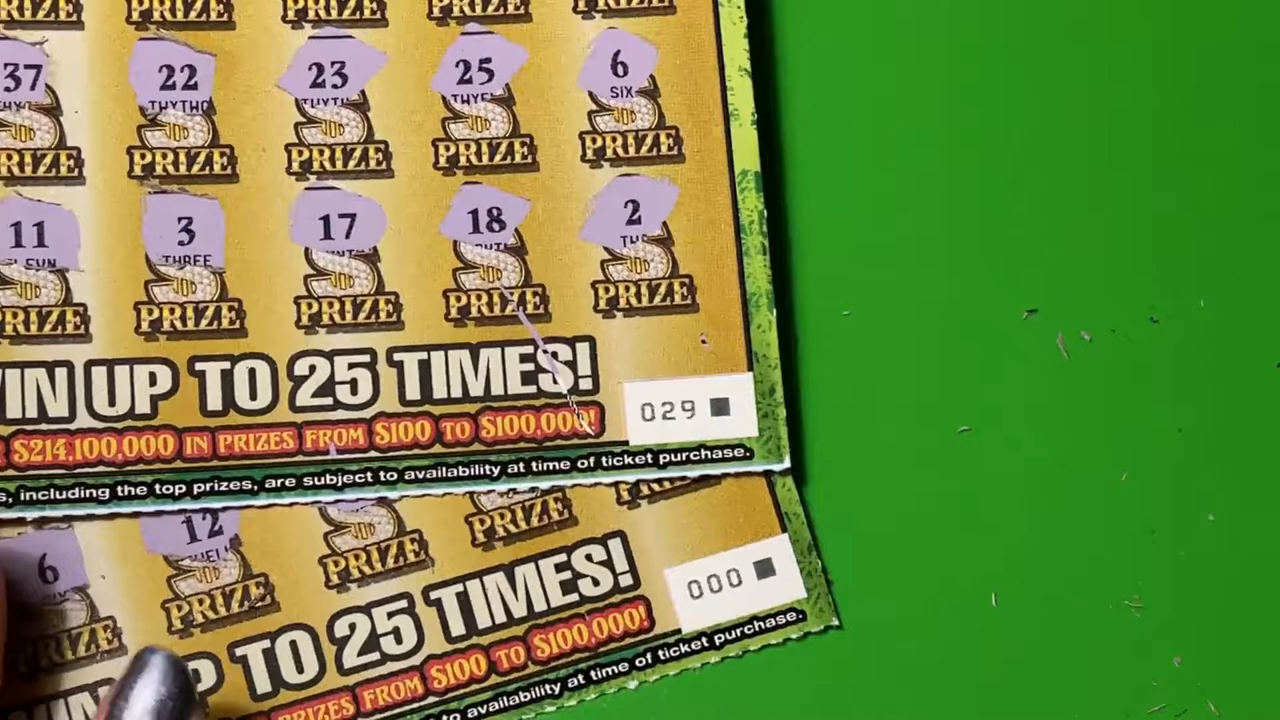 PRIZE PRIZE PRIZE PRIZE
37 22 23 25 6
THYTWO SIX
PRIZE PRIZE PRIZE PRIZE PRIZE
11 3 17 18 2
THREE
PRIZE PRIZE PRIZE PRIZE PRIZE
WIN UP TO 25 TIMES!
$214,100,000 IN PRIZES FROM $100 TO $100,000!
029
s, including the top prizes, are subject to availability at time of ticket purchase.
6 12
PRIZE PRIZE PRIZE PRIZE PRIZE
TO 25 TIMES!
000
PRIZES FROM $100 TO $100,000!
to availability at time of ticket purchase.